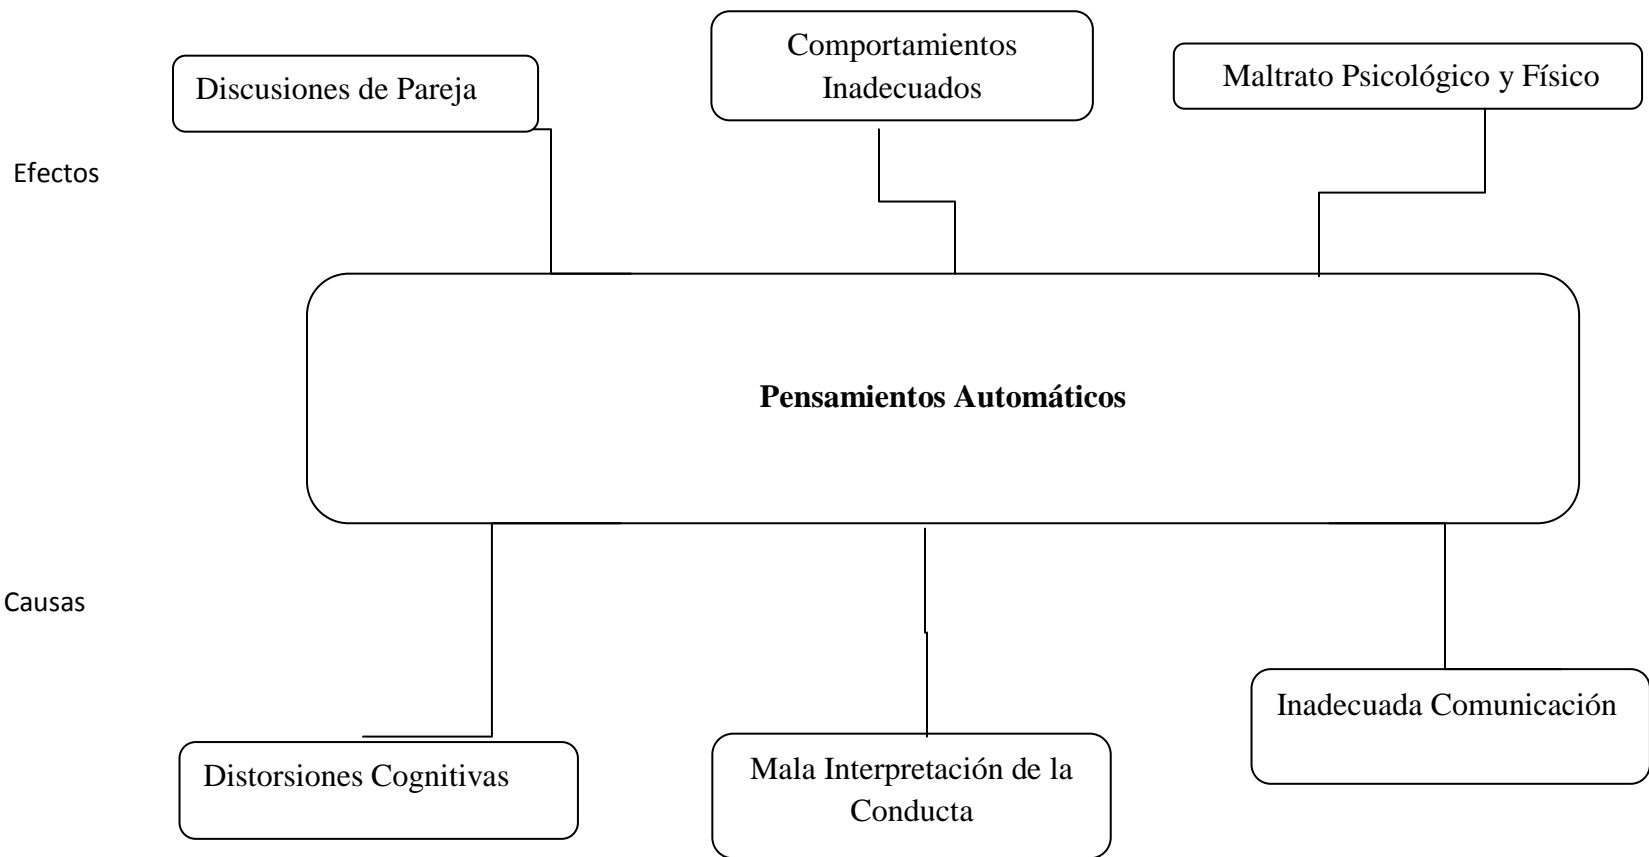 Comportamientos
Inadecuados
Discusiones de Pareja
Maltrato Psicológico y Físico
Efectos
Pensamientos Automáticos
Causas
Inadecuada Comunicación
Distorsiones Cognitivas
Mala Interpretación de la
Conducta